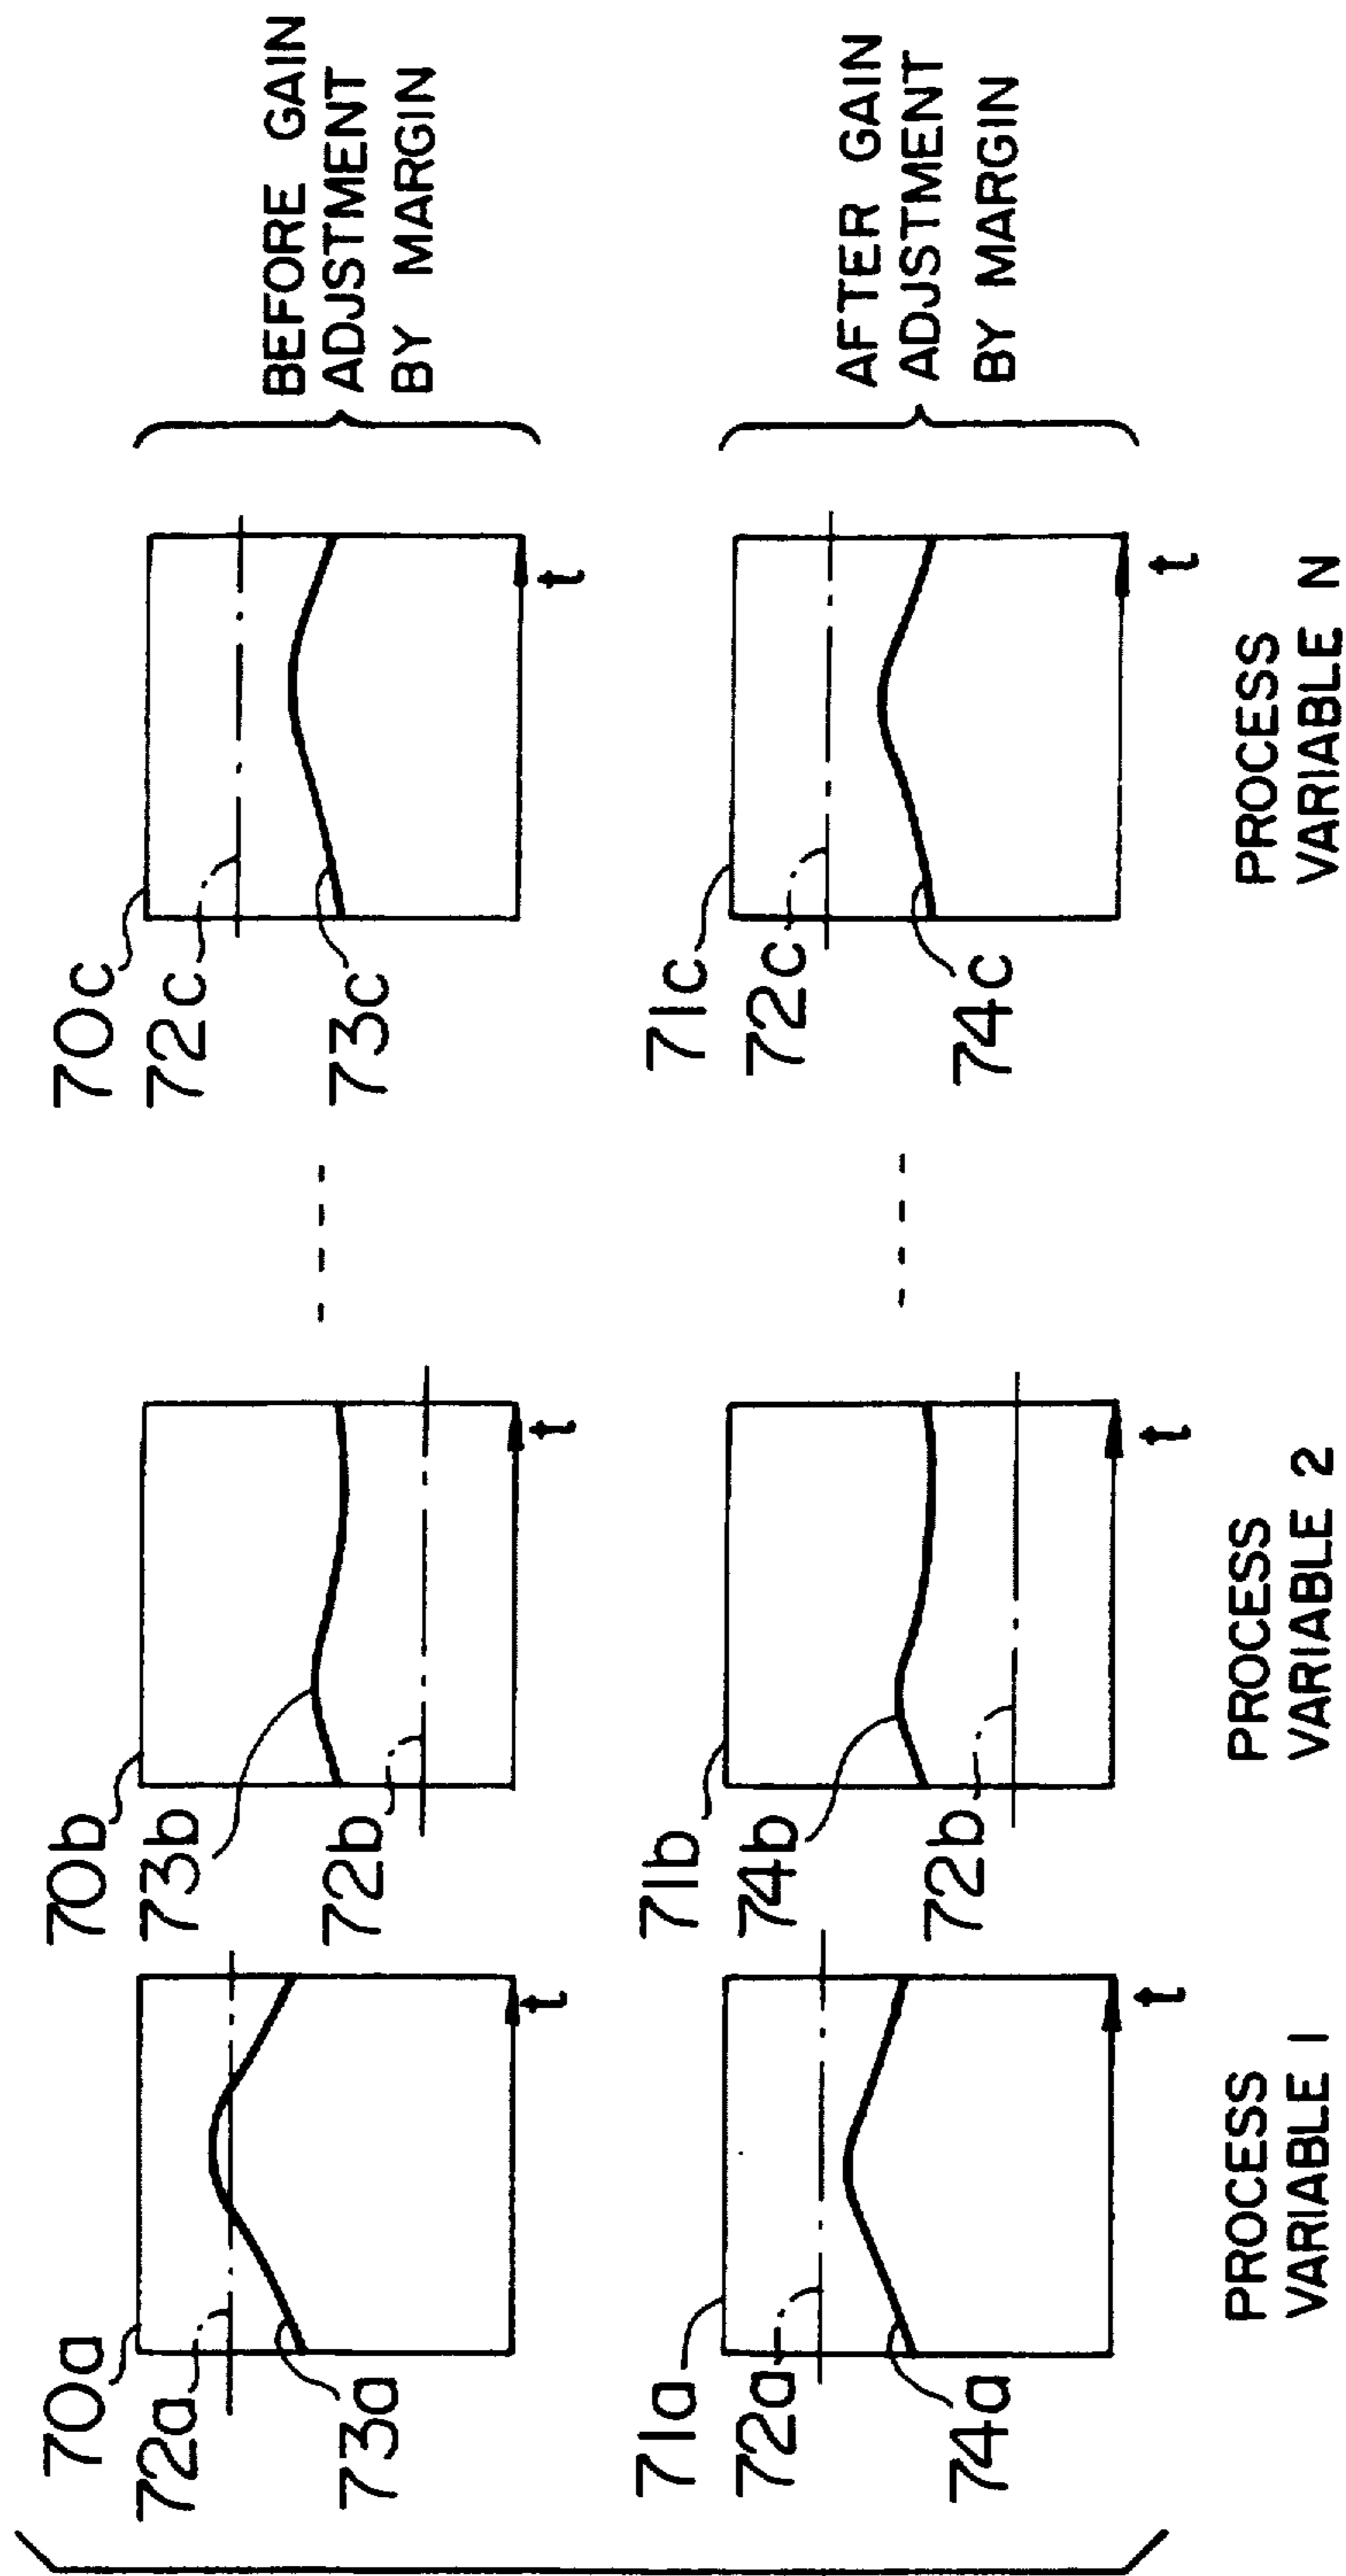 70a
72a
73a
t
70b
73b
72b
t
70c
72c
73c
t
BEFORE GAIN
ADJUSTMENT
BY MARGIN
71a
72a
74a
t
71b
74b
72b
t
71c
72c
74c
t
AFTER GAIN
ADJSTMENT
BY MARGIN
PROCESS
VARIABLE 1
PROCESS
VARIABLE 2
PROCESS
VARIABLE N